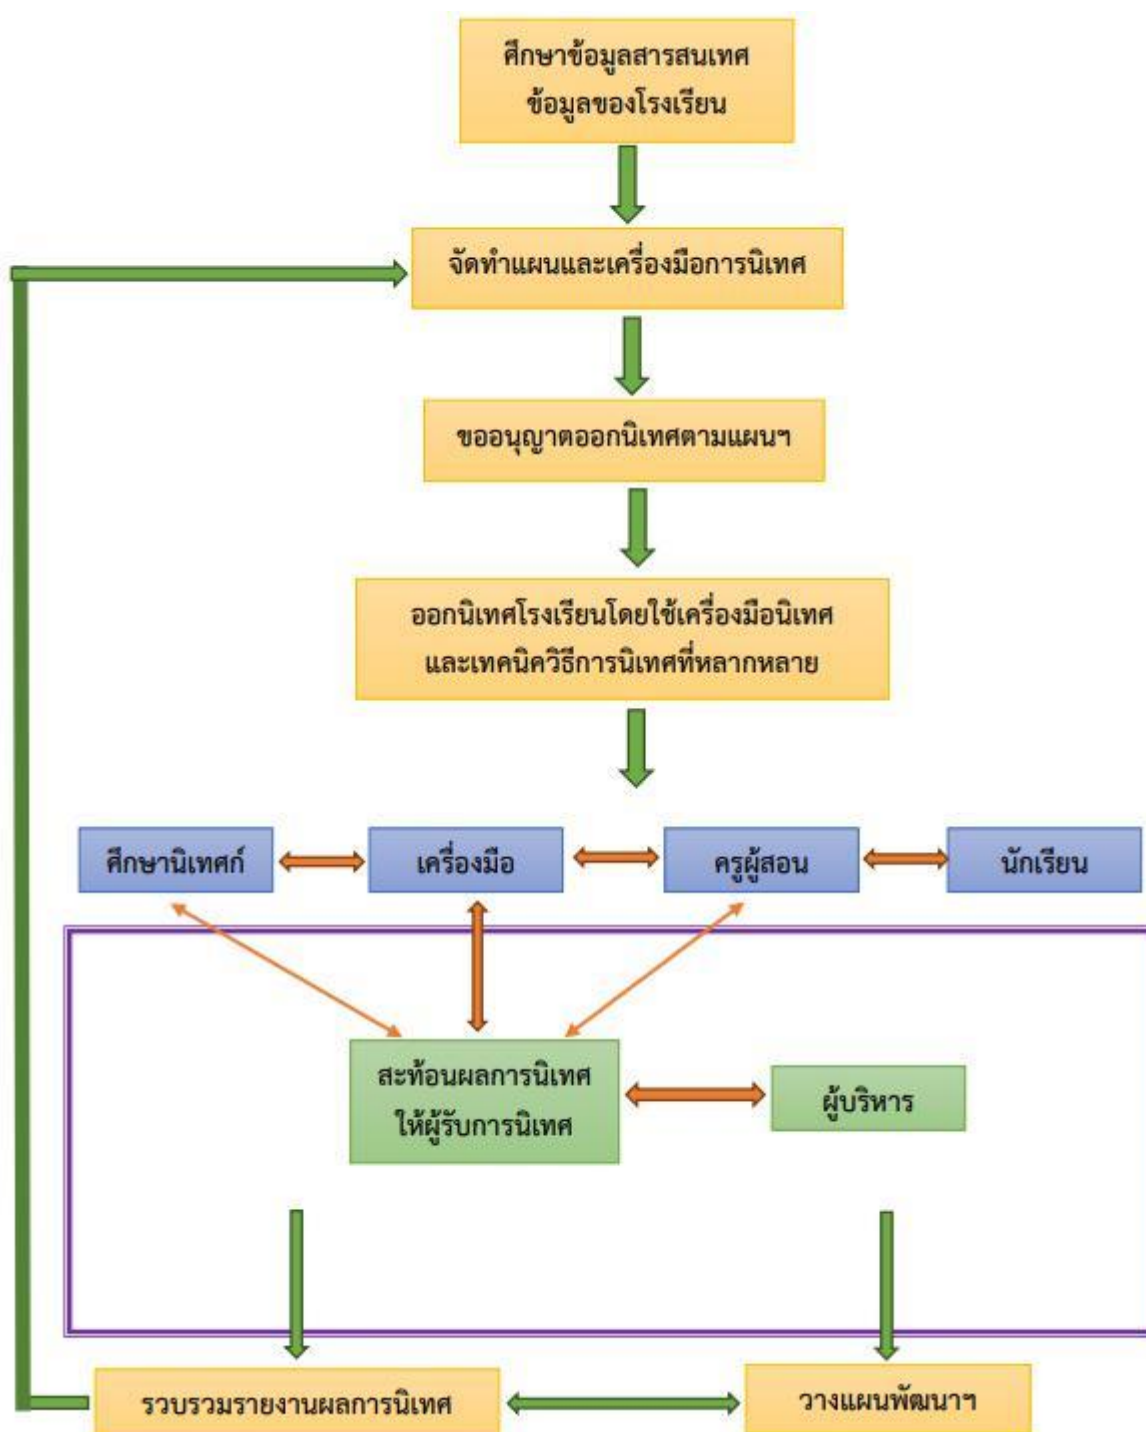 ศึกษาข้อมูลสารสนเทศ
ข้อมูลของโรงเรียน
จัดทำแผนและเครื่องมือการนิเทศ
ขออนุญาตออกนิเทศตามแผนฯ
ออกนิเทศโรงเรียนโดยใช้เครื่องมือนิเทศ
และเทคนิควิธีการนิเทศที่หลากหลาย
ศึกษานิเทศก์
เครื่องมือ
ครูผู้สอน
นักเรียน
สะท้อนผลการนิเทศ
ให้ผู้รับการนิเทศ
ผู้บริหาร
รวบรวมรายงานผลการนิเทศ
วางแผนพัฒนาฯ